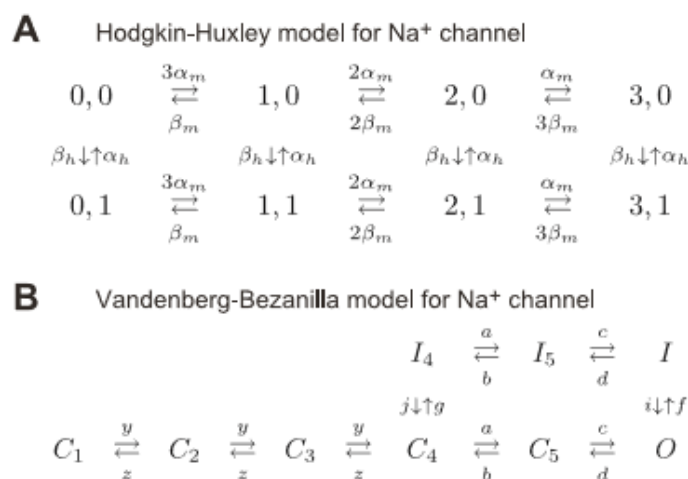 A Hodgkin-Huxley model for Na⁺ channel
3αₘ 2αₘ αₘ
0, 0 ⇄ 1, 0 ⇄ 2, 0 ⇄ 3, 0
βₘ 2βₘ 3βₘ
βₕ↓↑αₕ βₕ↓↑αₕ βₕ↓↑αₕ βₕ↓↑αₕ
3αₘ 2αₘ αₘ
0, 1 ⇄ 1, 1 ⇄ 2, 1 ⇄ 3, 1
βₘ 2βₘ 3βₘ
B Vandenberg-Bezanilla model for Na⁺ channel
a c
I₄ ⇄ I₅ ⇄ I
b d
j↓↑g i↓↑f
y y y a c
C₁ ⇄ C₂ ⇄ C₃ ⇄ C₄ ⇄ C₅ ⇄ O
z z z b d